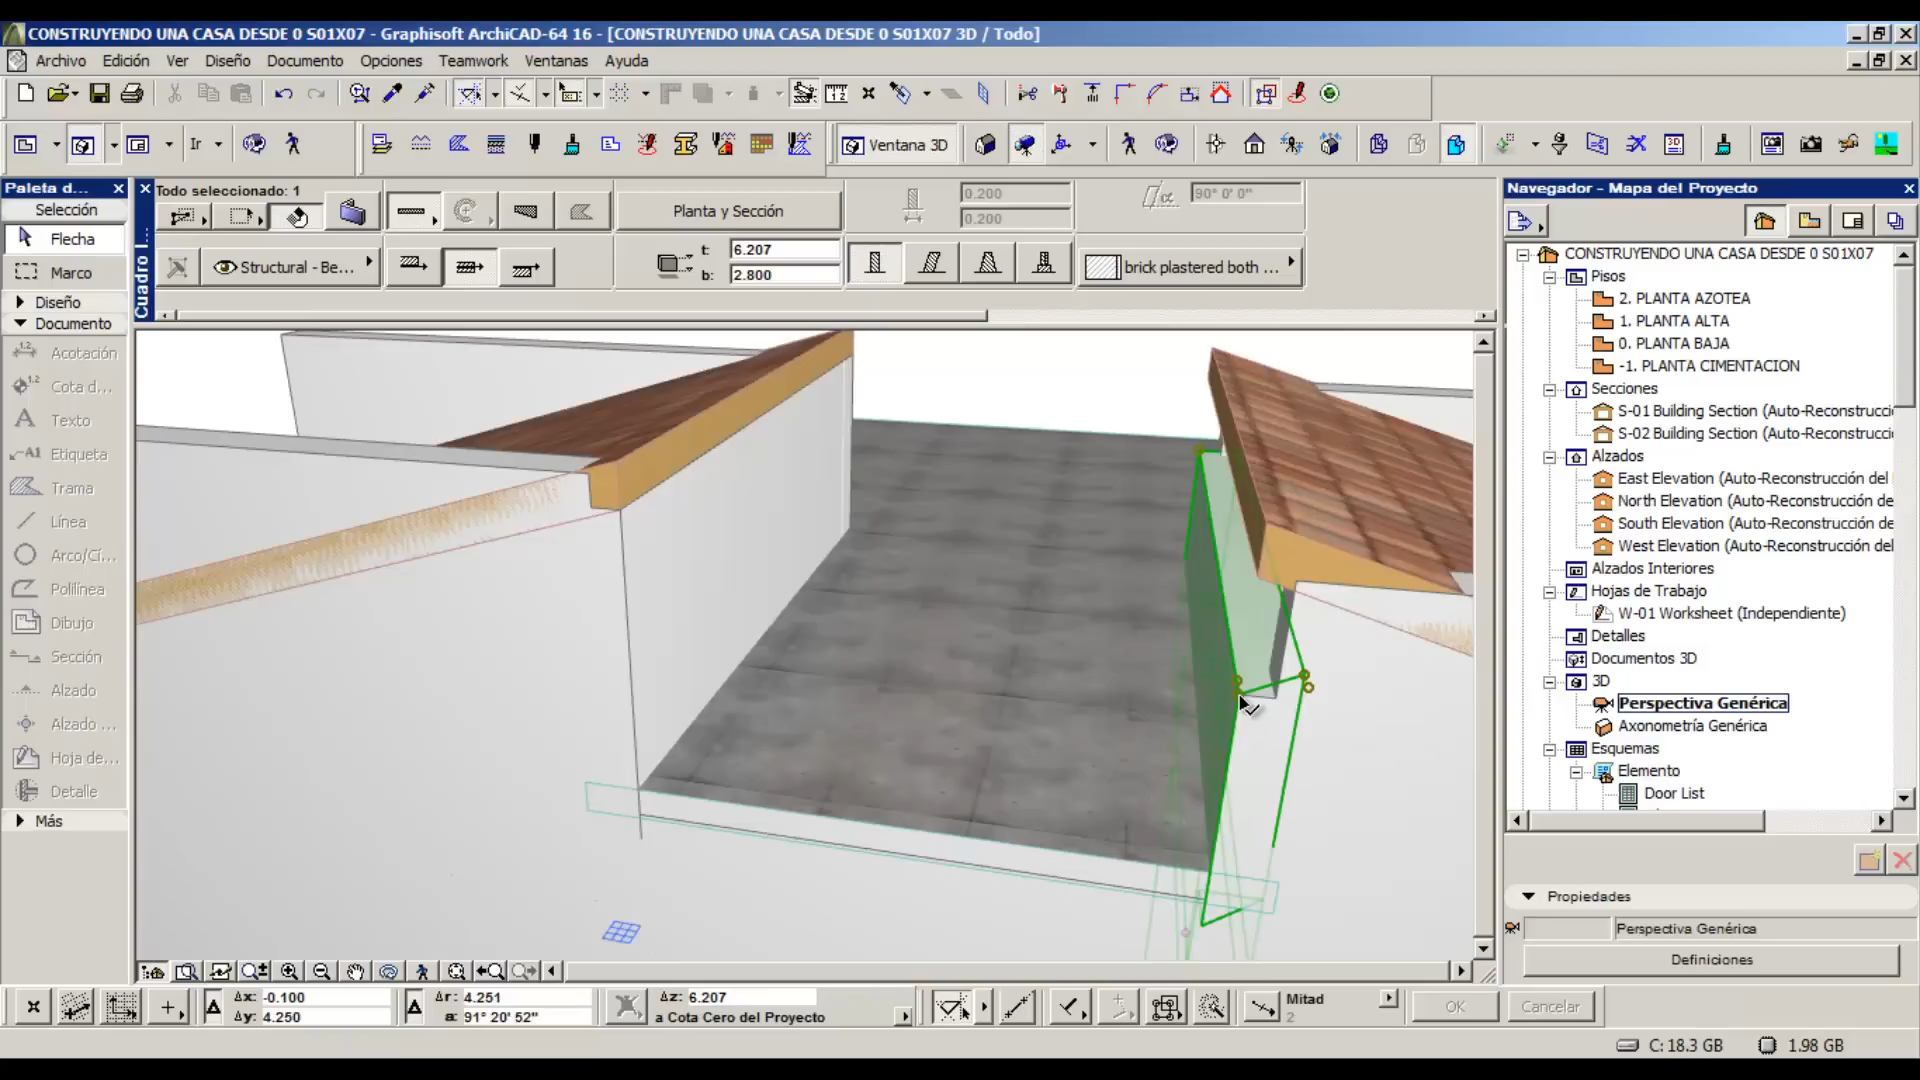 CONSTRUYENDO UNA CASA DESDE 0 S01X07 - Graphisoft ArchiCAD-64 16 - [CONSTRUYENDO UNA CASA DESDE 0 S01X07 3D / Todo]
Archivo Edición Ver Diseño Documento Opciones Teamwork Ventanas Ayuda
Ir
Ventana 3D
Paleta d...
Selección
Flecha
Marco
Diseño
Documento
Acotación
Cota d...
Texto
Etiqueta
Trama
Línea
Arco/Cí...
Polilínea
Dibujo
Sección
Alzado
Alzado ...
Hoja de...
Detalle
Más
Cuadro I...
Todo seleccionado: 1
Structural - Be...
Planta y Sección
t: 6.207
b: 2.800
0.200
0.200
α
90° 0' 0"
brick plastered both ...
Navegador - Mapa del Proyecto
CONSTRUYENDO UNA CASA DESDE 0 S01X07
Pisos
2. PLANTA AZOTEA
1. PLANTA ALTA
0. PLANTA BAJA
-1. PLANTA CIMENTACION
Secciones
S-01 Building Section (Auto-Reconstrucci
S-02 Building Section (Auto-Reconstrucci
Alzados
East Elevation (Auto-Reconstrucción del
North Elevation (Auto-Reconstrucción de
South Elevation (Auto-Reconstrucción de
West Elevation (Auto-Reconstrucción del
Alzados Interiores
Hojas de Trabajo
W-01 Worksheet (Independiente)
Detalles
Documentos 3D
3D
Perspectiva Genérica
Axonometría Genérica
Esquemas
Elemento
Door List
Propiedades
Perspectiva Genérica
Definiciones
Δx: -0.100
Δy: 4.250
Δr: 4.251
a: 91° 20' 52"
Δz: 6.207
a Cota Cero del Proyecto
Mitad
2
OK
Cancelar
C: 18.3 GB
1.98 GB